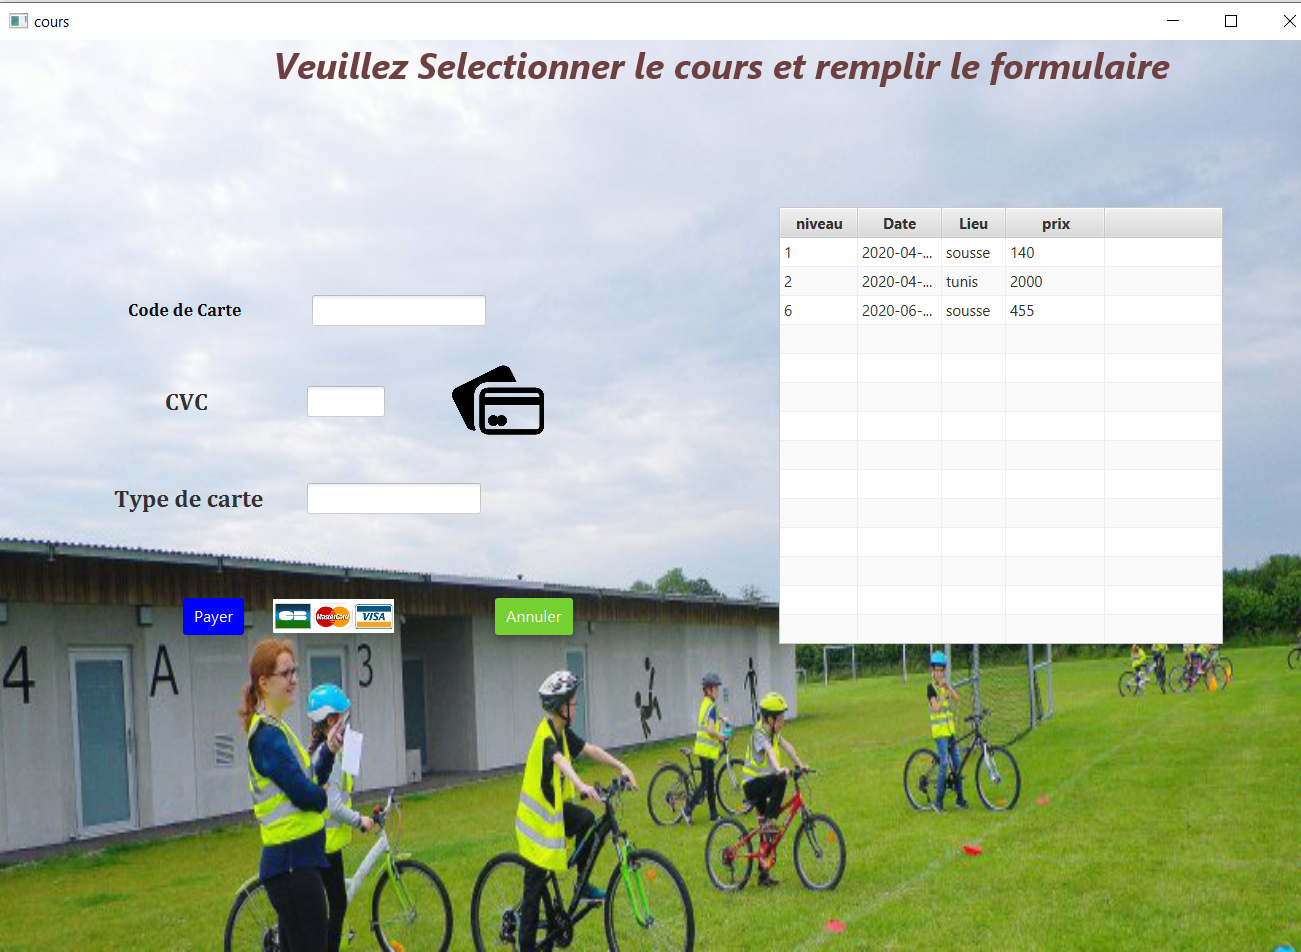 cours
Veuillez Selectionner le cours et remplir le formulaire
niveau Date Lieu prix
1 2020-04-... sousse 140
2 2020-04-... tunis 2000
6 2020-06-... sousse 455
Code de Carte
CVC
Type de carte
Payer
CB MasterCard VISA
Annuler
4 A 3